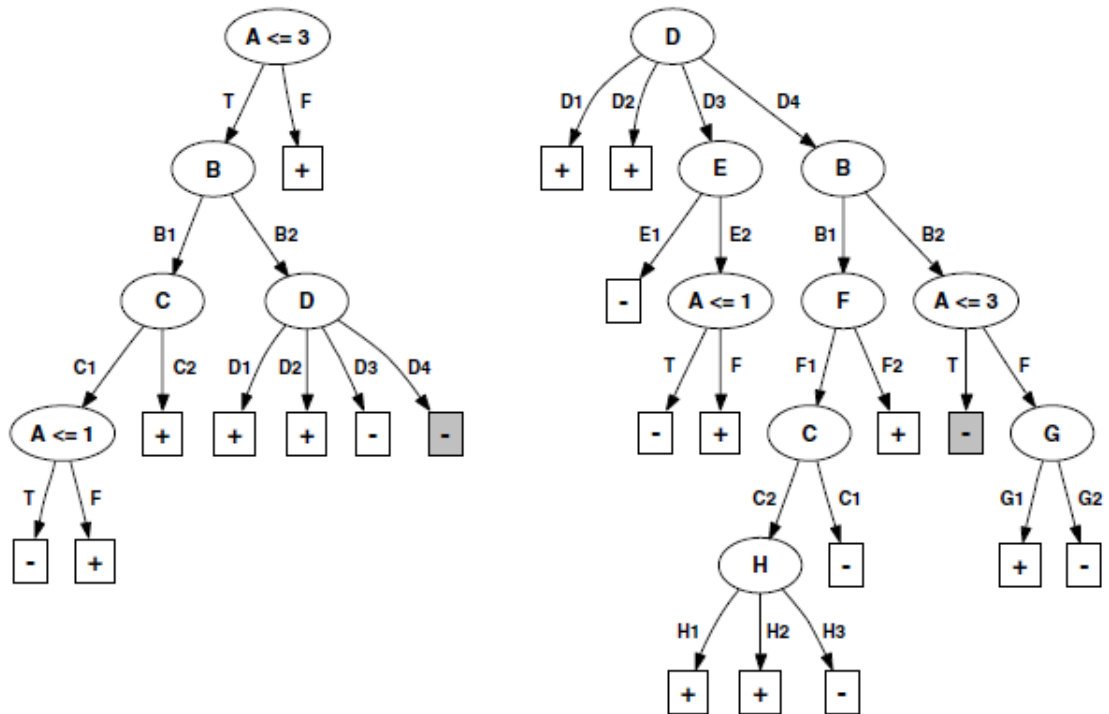 A <= 3 D
T F D1 D2 D3 D4
B + + + E B
B1 B2 E1 E2 B1 B2
C D - A <= 1 F A <= 3
C1 C2 D1 D2 D3 D4 T F F1 F2 T F
A <= 1 + + + - - - + C + - G
T F C2 C1 G1 G2
- + H - + -
H1 H2 H3
+ + -